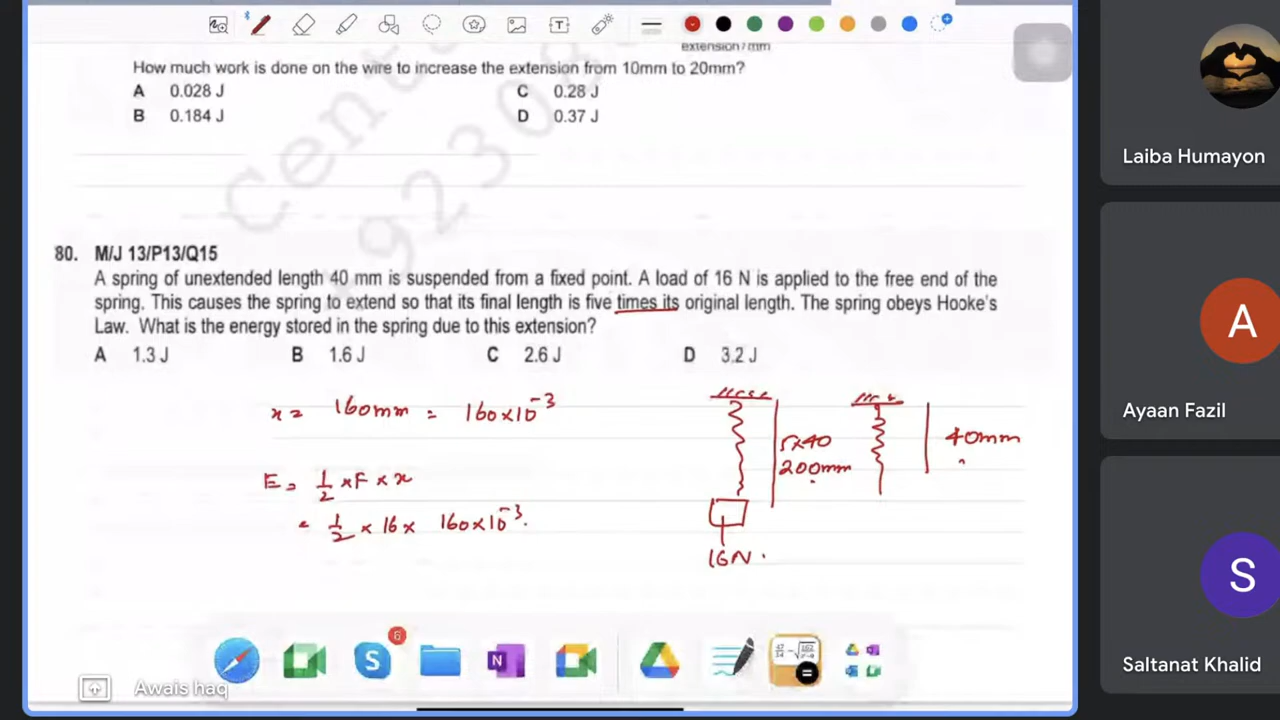 extension / mm
How much work is done on the wire to increase the extension from 10mm to 20mm?
A 0.028 J C 0.28 J
B 0.184 J D 0.37 J
80. M/J 13/P13/Q15
A spring of unextended length 40 mm is suspended from a fixed point. A load of 16 N is applied to the free end of the
spring. This causes the spring to extend so that its final length is five times its original length. The spring obeys Hooke's
Law. What is the energy stored in the spring due to this extension?
A 1.3 J B 1.6 J C 2.6 J D 3.2 J
x = 160mm = 160×10⁻³
E = 1/2 × F × x
= 1/2 × 16 × 160×10⁻³.
5×40
200mm
16N.
40mm
Laiba Humayon
A
Ayaan Fazil
S
Saltanat Khalid
6
Awais haq
T
S
N
Cent
92308